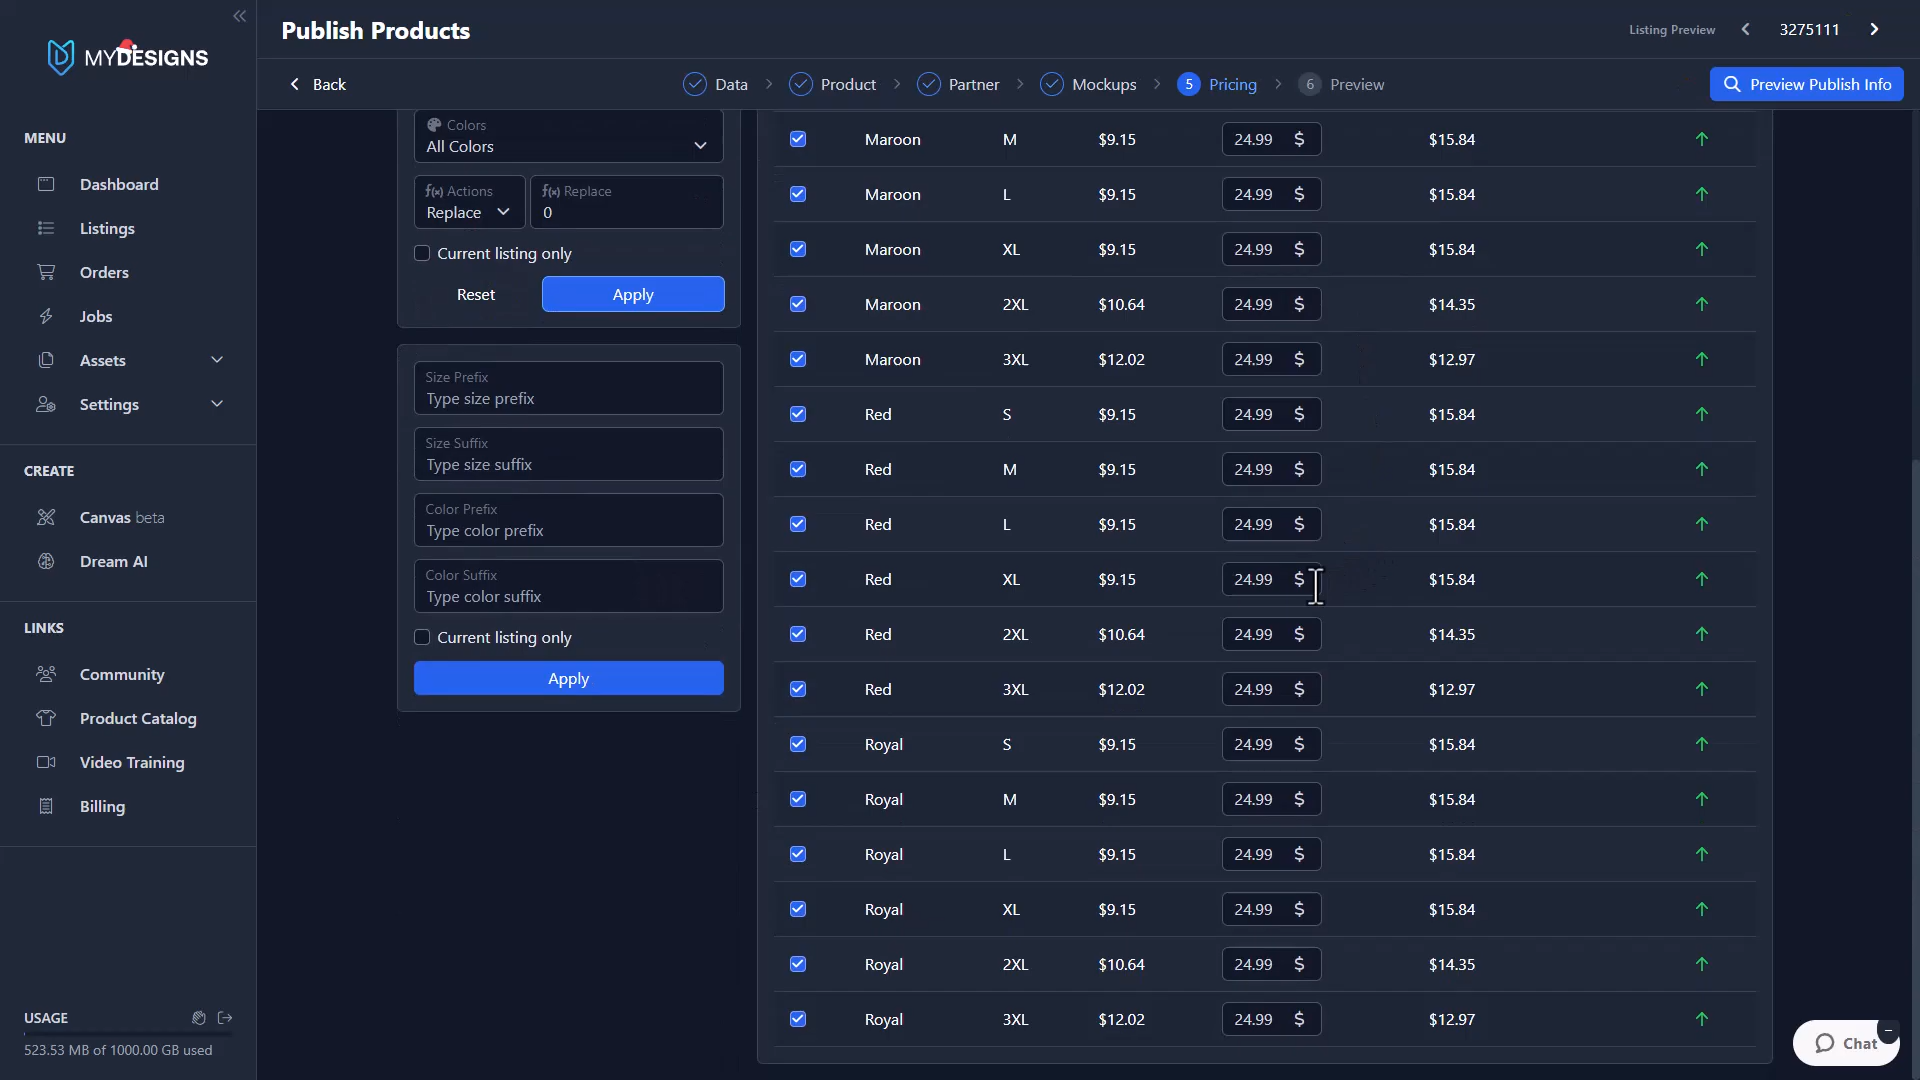 MYDESIGNS
MENU
Dashboard
Listings
Orders
Jobs
Assets
Settings
CREATE
Canvas beta
Dream AI
LINKS
Community
Product Catalog
Video Training
Billing
USAGE
523.53 MB of 1000.00 GB used
Publish Products
Listing Preview
3275111
Back
Data
Product
Partner
Mockups
5 Pricing
6 Preview
Preview Publish Info
Colors
All Colors
f(x) Actions
Replace
f(x) Replace
0
Current listing only
Reset
Apply
Size Prefix
Type size prefix
Size Suffix
Type size suffix
Color Prefix
Type color prefix
Color Suffix
Type color suffix
Current listing only
Apply
Maroon M $9.15 24.99 $ $15.84
Maroon L $9.15 24.99 $ $15.84
Maroon XL $9.15 24.99 $ $15.84
Maroon 2XL $10.64 24.99 $ $14.35
Maroon 3XL $12.02 24.99 $ $12.97
Red S $9.15 24.99 $ $15.84
Red M $9.15 24.99 $ $15.84
Red L $9.15 24.99 $ $15.84
Red XL $9.15 24.99 $ $15.84
Red 2XL $10.64 24.99 $ $14.35
Red 3XL $12.02 24.99 $ $12.97
Royal S $9.15 24.99 $ $15.84
Royal M $9.15 24.99 $ $15.84
Royal L $9.15 24.99 $ $15.84
Royal XL $9.15 24.99 $ $15.84
Royal 2XL $10.64 24.99 $ $14.35
Royal 3XL $12.02 24.99 $ $12.97
Chat